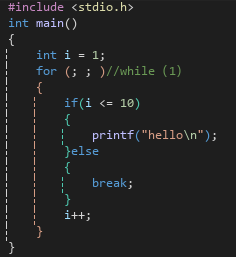 #include <stdio.h>
int main()
{
    int i = 1;
    for (; ; )//while (1)
    {
        if(i <= 10)
        {
            printf("hello\n");
        }else
        {
            break;
        }
        i++;
    }
}